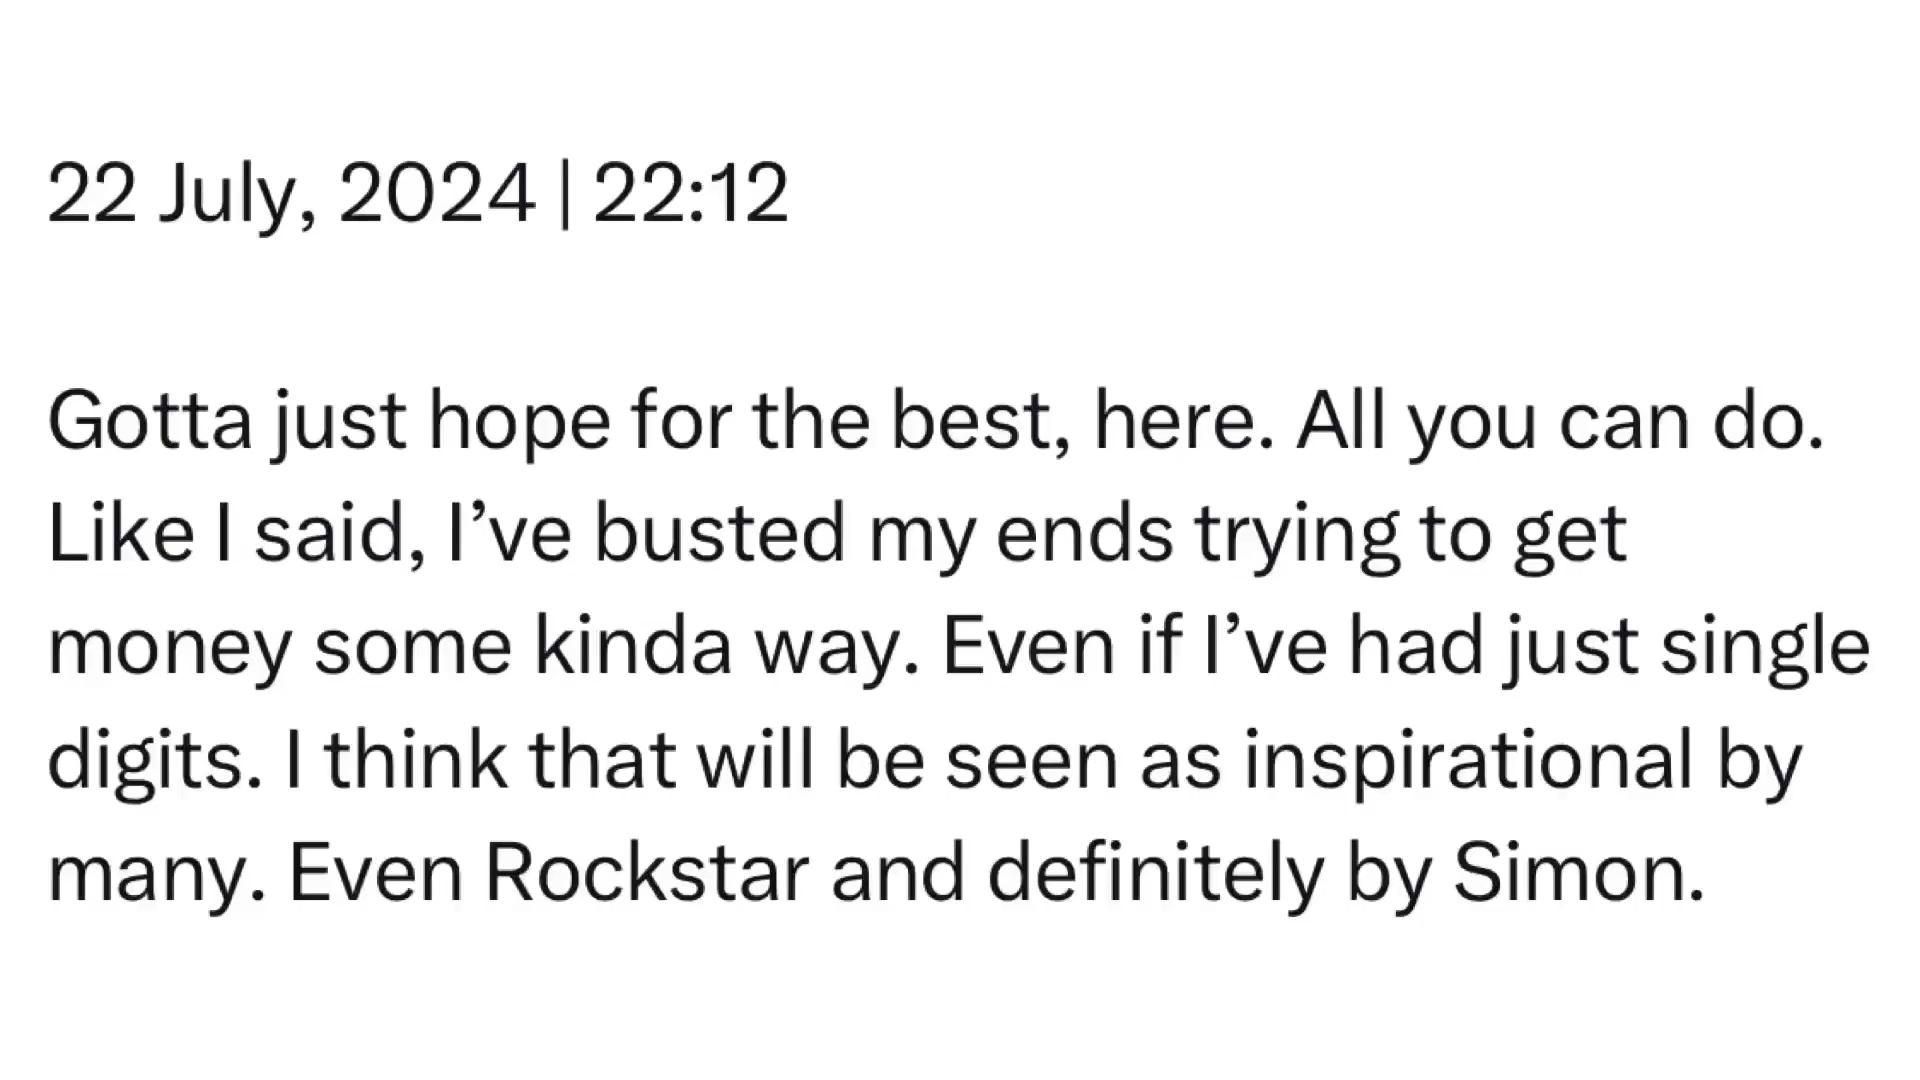 22 July, 2024 | 22:12
Gotta just hope for the best, here. All you can do.
Like I said, I’ve busted my ends trying to get
money some kinda way. Even if I’ve had just single
digits. I think that will be seen as inspirational by
many. Even Rockstar and definitely by Simon.